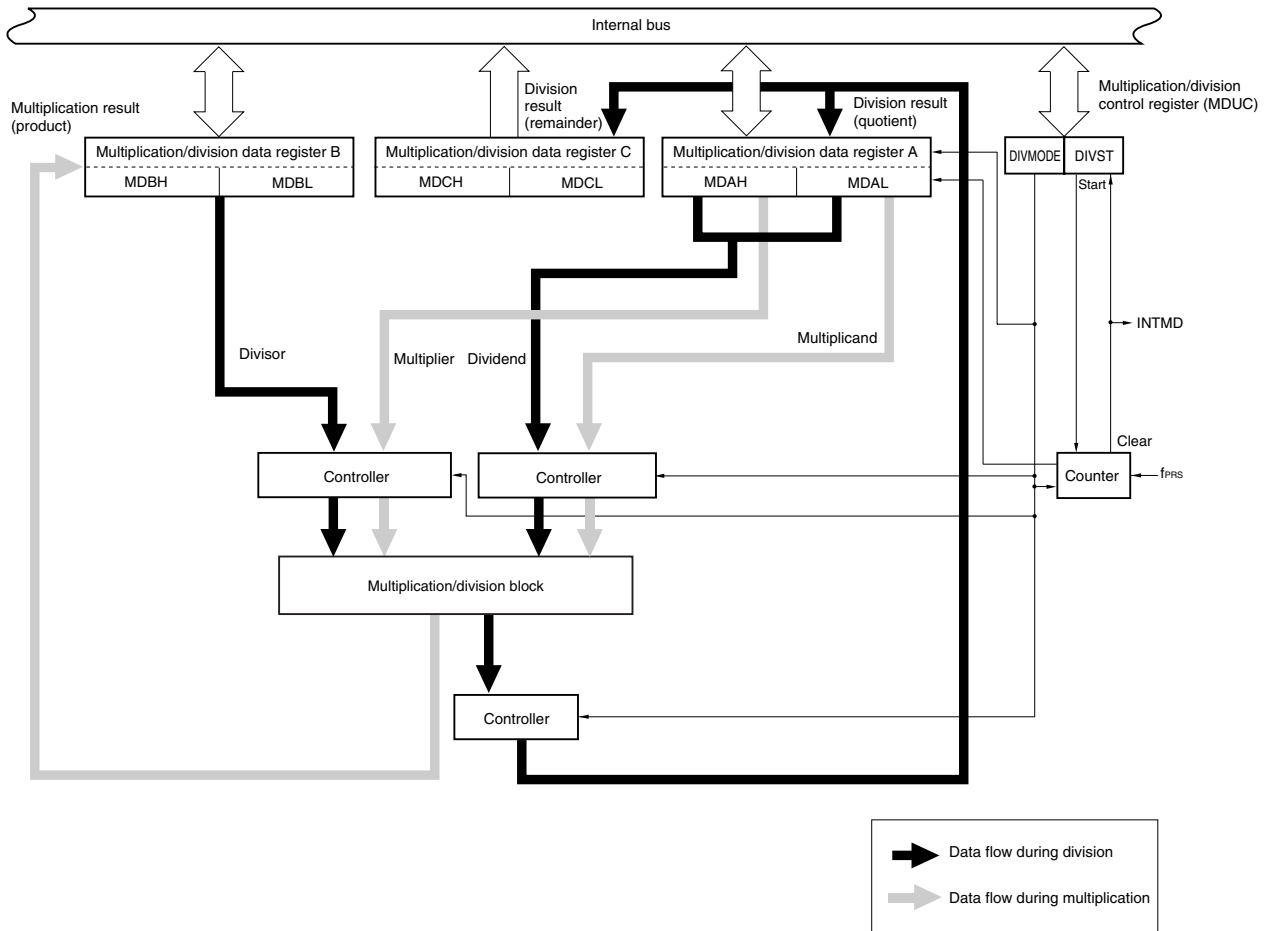 Internal bus
Multiplication result
(product)
Division
result
(remainder)
Division result
(quotient)
Multiplication/division
control register (MDUC)
Multiplication/division data register B
MDBH
MDBL
Multiplication/division data register C
MDCH
MDCL
Multiplication/division data register A
MDAH
MDAL
DIVMODE
DIVST
Start
INTMD
Divisor
Multiplier
Dividend
Multiplicand
Clear
Controller
Controller
Counter
fPRS
Multiplication/division block
Controller
Data flow during division
Data flow during multiplication